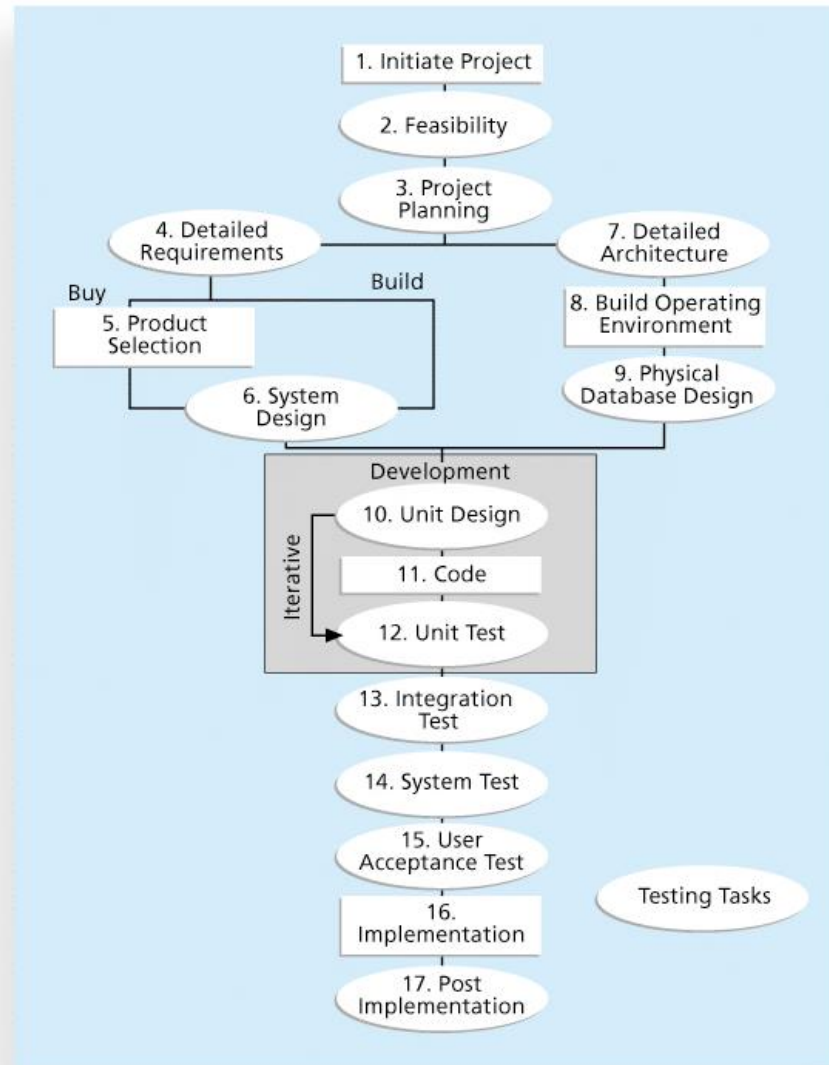 1. Initiate Project
2. Feasibility
3. Project
Planning
4. Detailed
Requirements
7. Detailed
Architecture
Buy
Build
5. Product
Selection
8. Build Operating
Environment
6. System
Design
9. Physical
Database Design
Development
Iterative
10. Unit Design
11. Code
12. Unit Test
13. Integration
Test
14. System Test
15. User
Acceptance Test
Testing Tasks
16.
Implementation
17. Post
Implementation